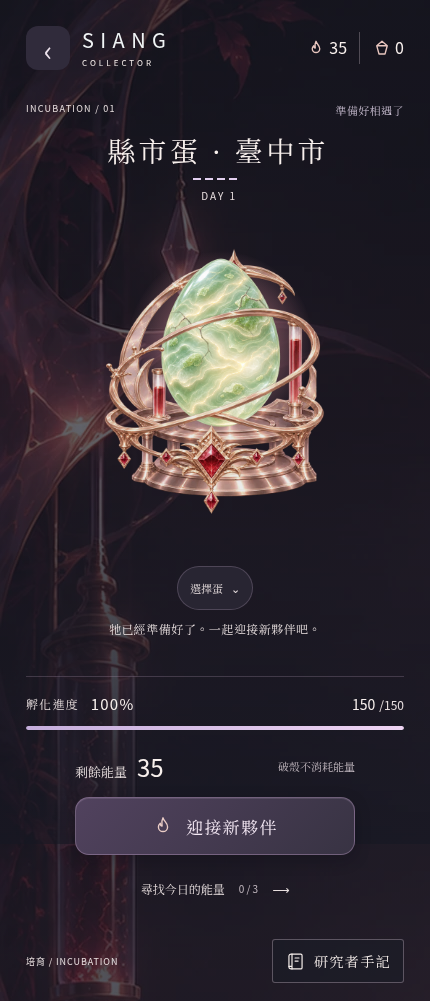 ‹ SIANG 35 0
COLLECTOR
INCUBATION / 01 準備好相遇了
縣市蛋 · 臺中市
DAY 1
選擇蛋 ⌄
牠已經準備好了。一起迎接新夥伴吧。
孵化進度 100% 150 /150
剩餘能量 35 破殼不消耗能量
迎接新夥伴
尋找今日的能量 0/3 →
培育 / INCUBATION 研究者手記